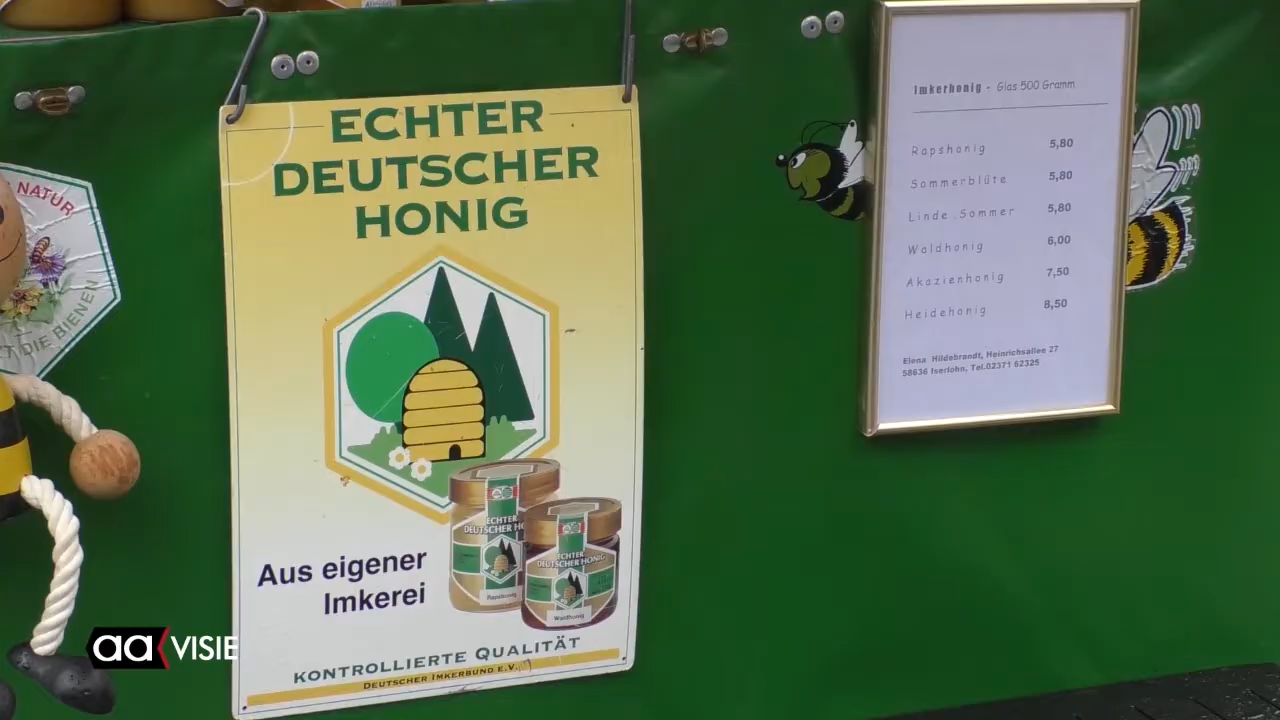 NATUR
DIE BIENEN
ECHTER
DEUTSCHER
HONIG
Aus eigener
Imkerei
ECHTER
DEUTSCHER
Rapshonig
ECHTER
DEUTSCHER HONIG
Waldhonig
KONTROLLIERTE QUALITÄT
DEUTSCHER IMKERBUND E.V.
Imkerhonig - Glas 500 Gramm
Rapshonig 5,80
Sommerblüte 5,80
Linde.Sommer 5,80
Waldhonig 6,00
Akazienhonig 7,50
Heidehonig 8,50
Elena Hildebrandt, Heinrichsallee 27
58636 Iserlohn, Tel.02371 62325
aa VISIE